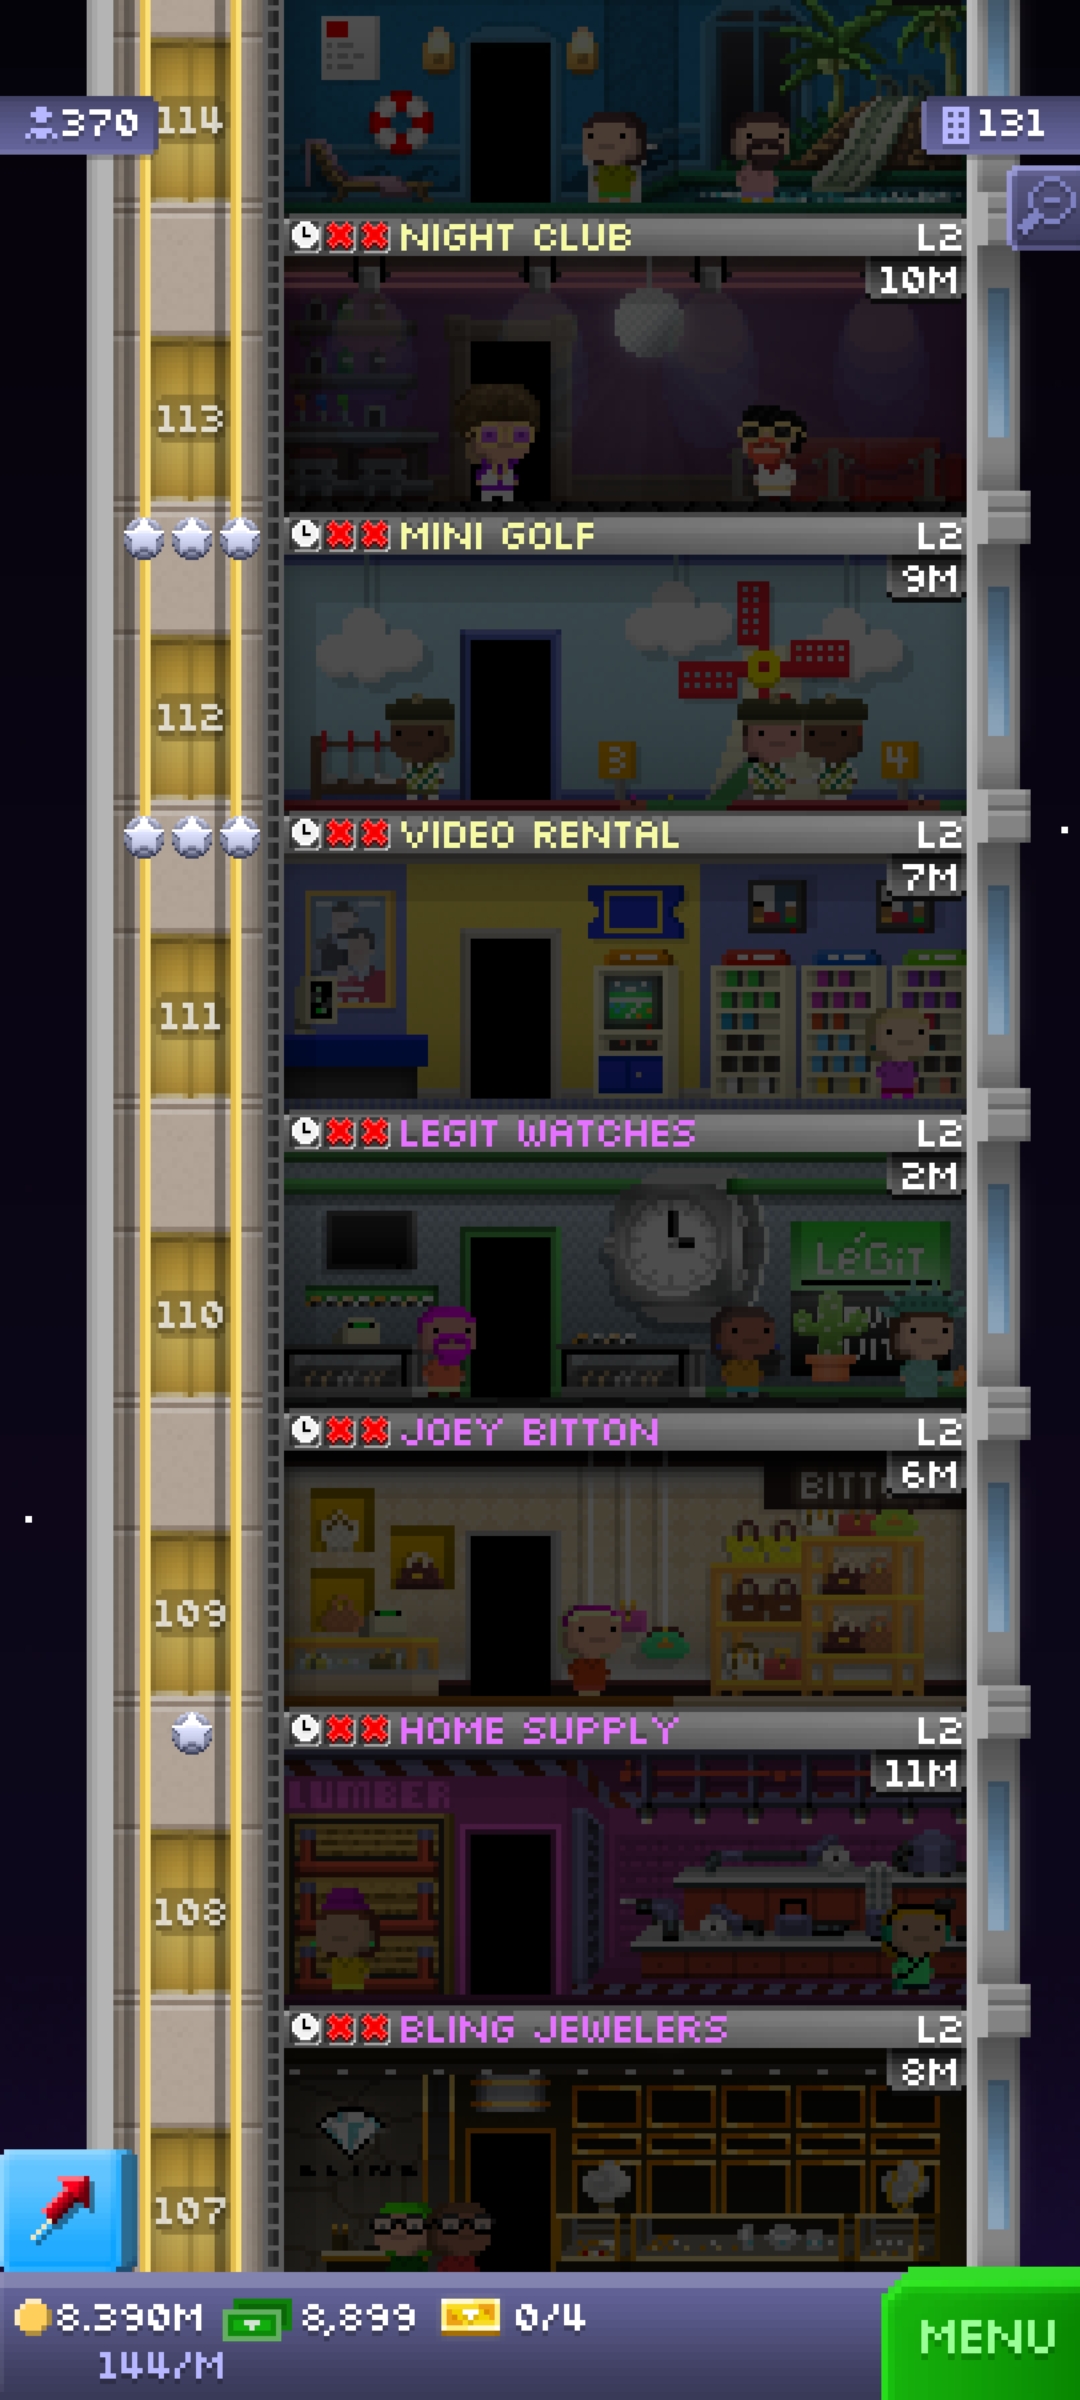 370
114
131
NIGHT CLUB L2
10M
113
MINI GOLF L2
9M
112
3
4
VIDEO RENTAL L2
7M
111
LEGIT WATCHES L2
2M
LéGiT
110
JOEY BITTON L2
6M
BITT
109
HOME SUPPLY L2
11M
LUMBER
108
BLING JEWELERS L2
8M
BLING
107
8.390M 8,899 0/4
144/M
MENU